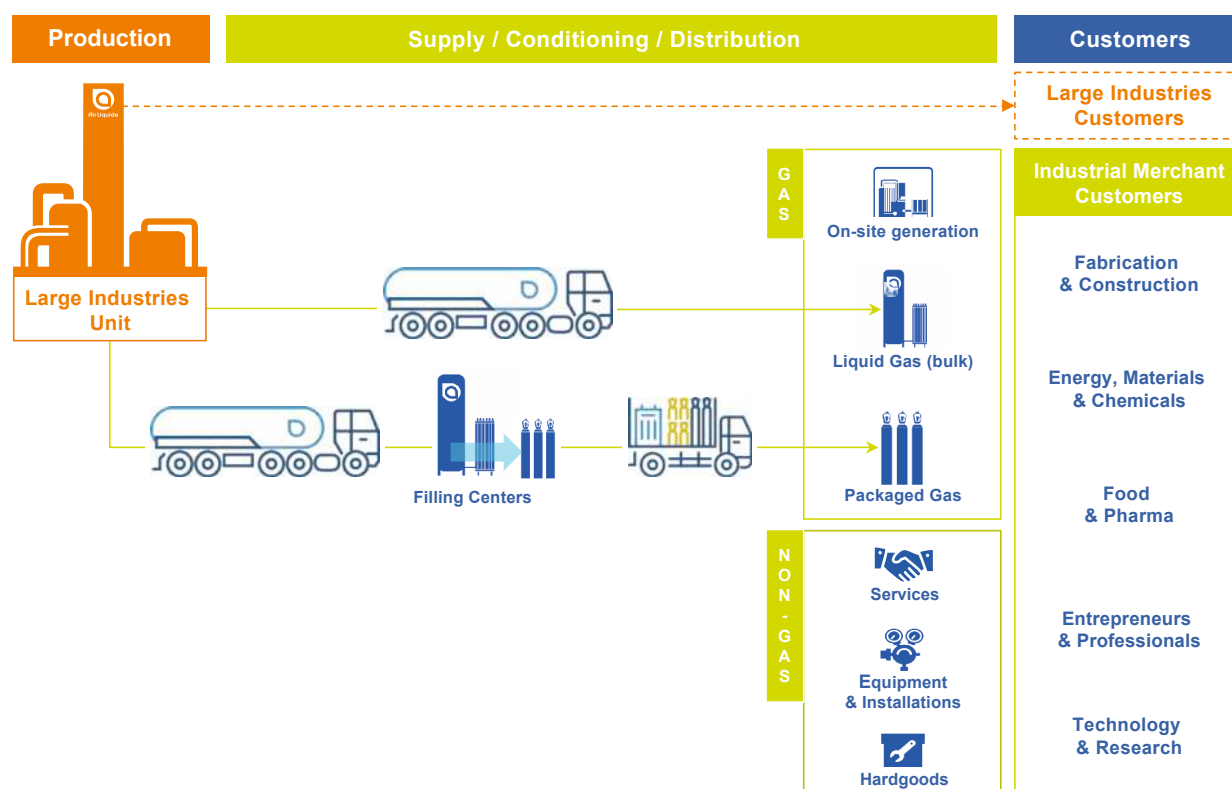 Production
Supply / Conditioning / Distribution
Customers
Air Liquide
Large Industries
Customers
GAS
On-site generation
Industrial Merchant
Customers
Large Industries
Unit
Fabrication
& Construction
Liquid Gas (bulk)
Energy, Materials
& Chemicals
Filling Centers
Packaged Gas
Food
& Pharma
NON-GAS
Services
Entrepreneurs
& Professionals
Equipment
& Installations
Technology
& Research
Hardgoods